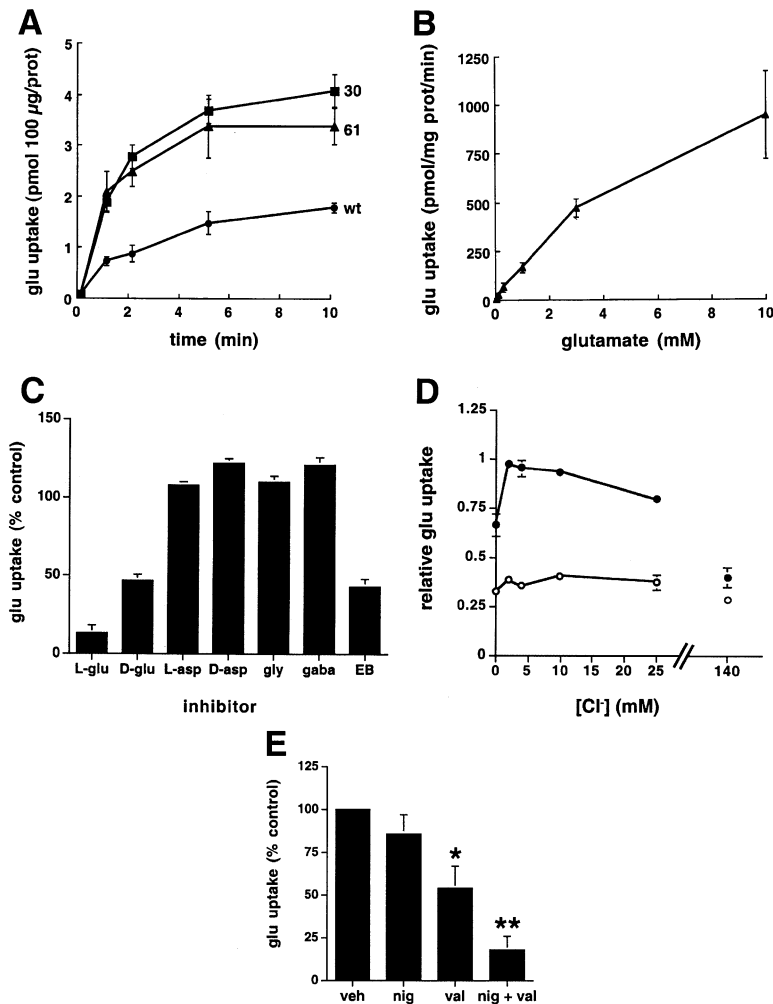 A
glu uptake (pmol 100 µg/prot)
5
4
3
2
1
0
30
61
wt
0 2 4 6 8 10
time (min)
B
glu uptake (pmol/mg prot/min)
1250
1000
750
500
250
0
0 2 4 6 8 10
glutamate (mM)
C
glu uptake (% control)
150
100
50
0
L-glu D-glu L-asp D-asp gly gaba EB
inhibitor
D
relative glu uptake
1.25
1
0.75
0.5
0.25
0
0 5 10 15 20 25 140
[Cl-] (mM)
E
glu uptake (% control)
125
100
75
50
25
0
*
**
veh nig val nig + val